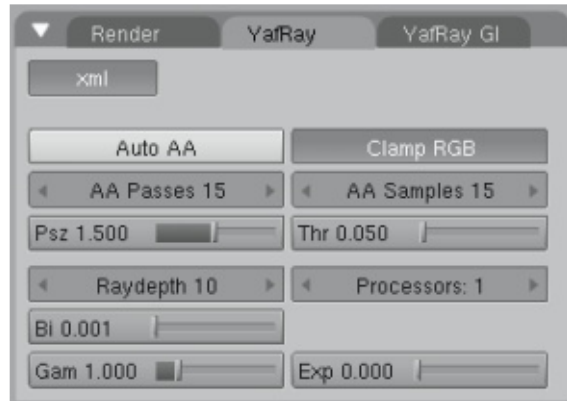 Render YafRay YafRay GI
xml
Auto AA Clamp RGB
AA Passes 15 AA Samples 15
Psz 1.500 Thr 0.050
Raydepth 10 Processors: 1
Bi 0.001
Gam 1.000 Exp 0.000